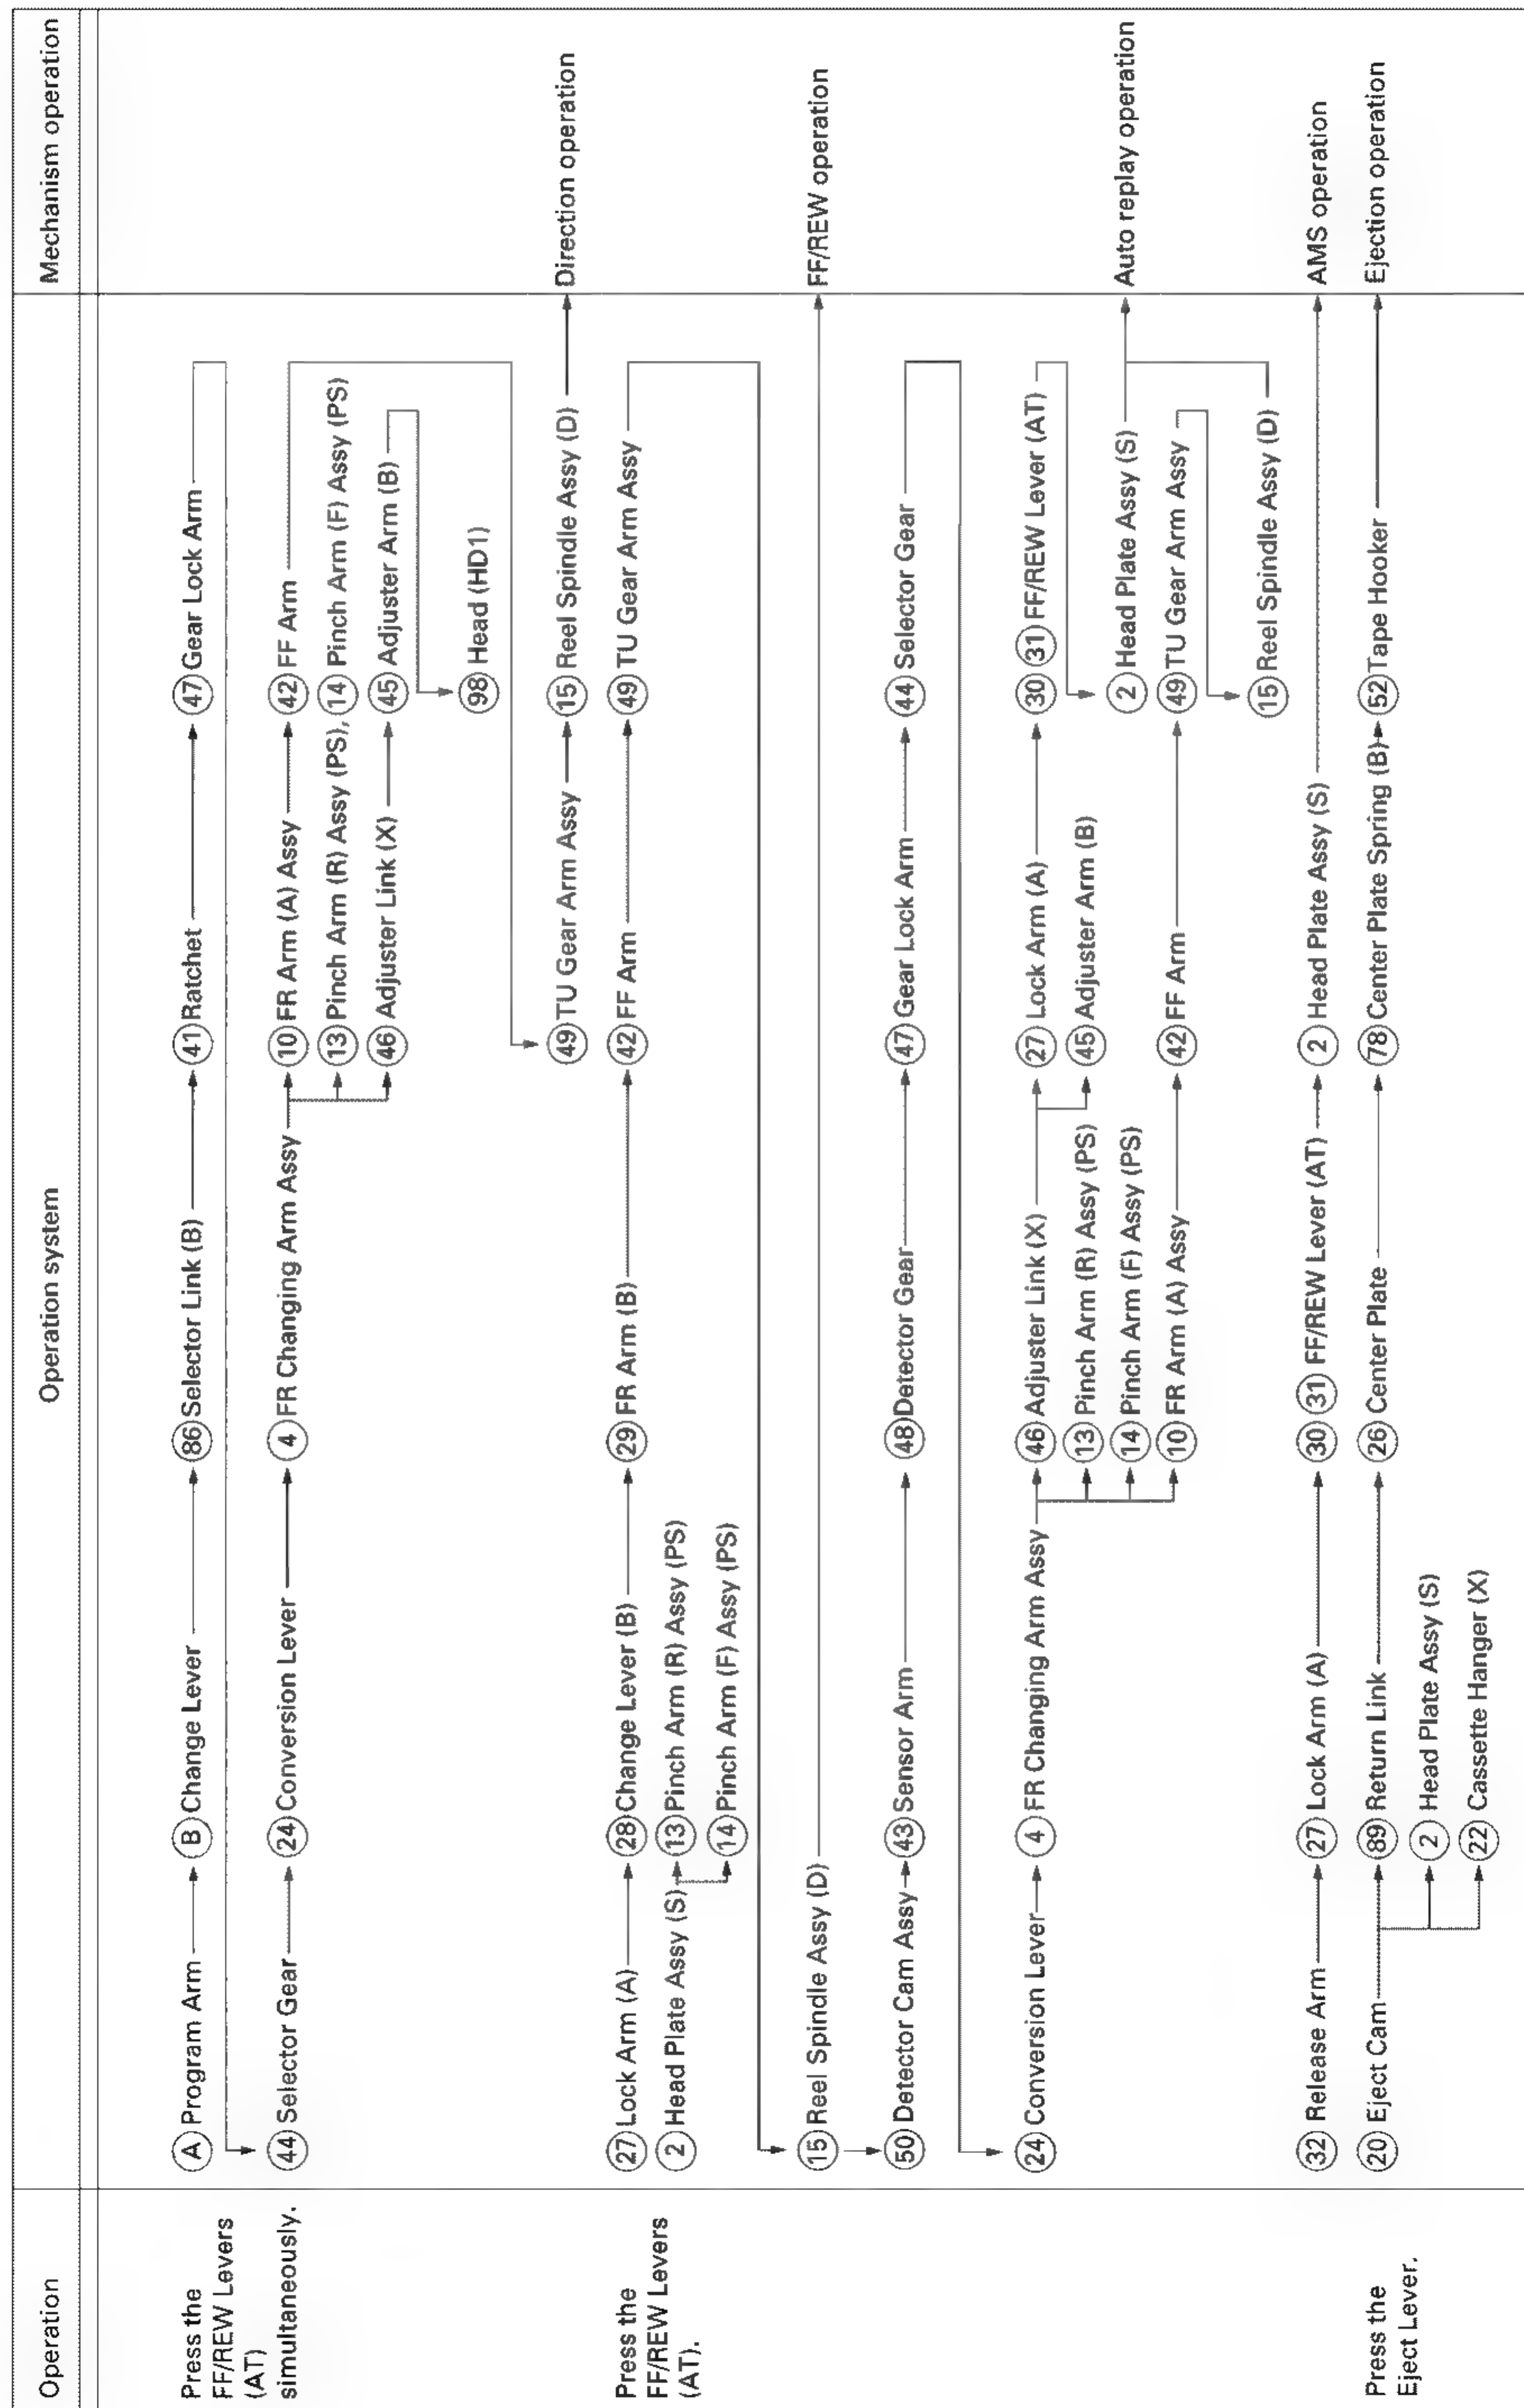 Operation Operation system Mechanism operation
Press the
FF/REW Levers
(AT)
simultaneously.
A Program Arm B Change Lever 86 Selector Link (B) 41 Ratchet 47 Gear Lock Arm
44 Selector Gear 24 Conversion Lever 4 FR Changing Arm Assy 10 FR Arm (A) Assy 42 FF Arm
13 Pinch Arm (R) Assy (PS), 14 Pinch Arm (F) Assy (PS)
46 Adjuster Link (X) 45 Adjuster Arm (B)
98 Head (HD1)
49 TU Gear Arm Assy 15 Reel Spindle Assy (D) Direction operation
Press the
FF/REW Levers
(AT).
27 Lock Arm (A) 28 Change Lever (B) 29 FR Arm (B) 42 FF Arm 49 TU Gear Arm Assy
2 Head Plate Assy (S) 13 Pinch Arm (R) Assy (PS)
14 Pinch Arm (F) Assy (PS)
15 Reel Spindle Assy (D) FF/REW operation
50 Detector Cam Assy 43 Sensor Arm 48 Detector Gear 47 Gear Lock Arm 44 Selector Gear
24 Conversion Lever 4 FR Changing Arm Assy 46 Adjuster Link (X) 27 Lock Arm (A) 30 31 FF/REW Lever (AT)
13 Pinch Arm (R) Assy (PS) 45 Adjuster Arm (B)
14 Pinch Arm (F) Assy (PS) 2 Head Plate Assy (S) Auto replay operation
10 FR Arm (A) Assy 42 FF Arm 49 TU Gear Arm Assy
15 Reel Spindle Assy (D)
32 Release Arm 27 Lock Arm (A) 30 31 FF/REW Lever (AT) 2 Head Plate Assy (S) AMS operation
Press the
Eject Lever.
20 Eject Cam 89 Return Link 26 Center Plate 78 Center Plate Spring (B) 52 Tape Hooker Ejection operation
2 Head Plate Assy (S)
22 Cassette Hanger (X)